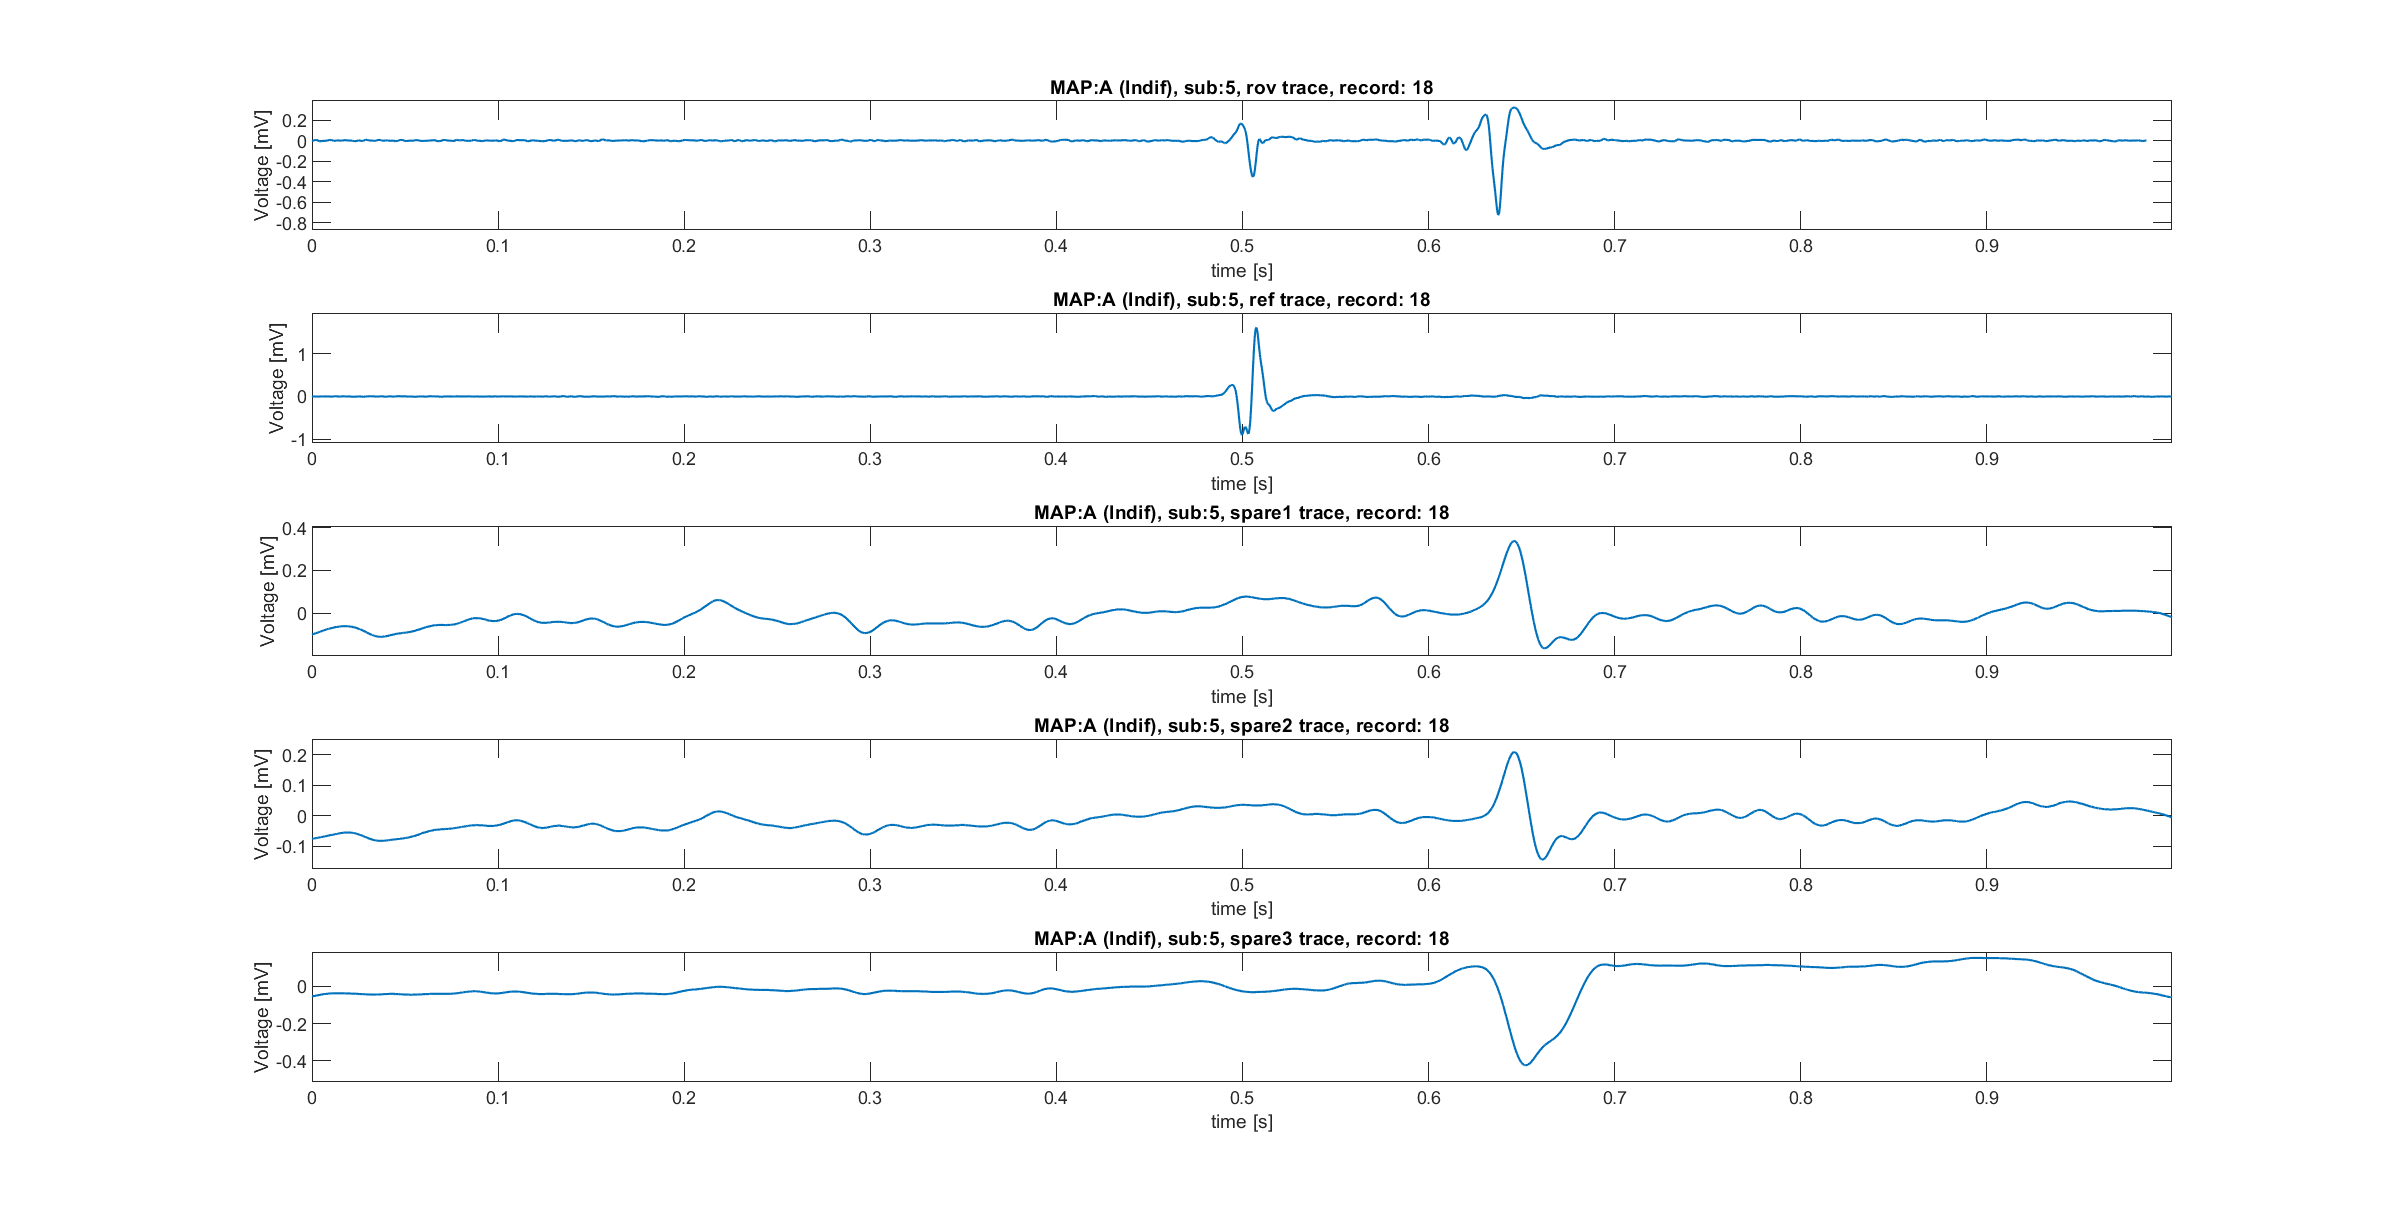 MAP:A (Indif), sub:5, rov trace, record: 18
Voltage [mV]
0.2
0
-0.2
-0.4
-0.6
-0.8
0 0.1 0.2 0.3 0.4 0.5 0.6 0.7 0.8 0.9
time [s]
MAP:A (Indif), sub:5, ref trace, record: 18
Voltage [mV]
1
0
-1
0 0.1 0.2 0.3 0.4 0.5 0.6 0.7 0.8 0.9
time [s]
MAP:A (Indif), sub:5, spare1 trace, record: 18
Voltage [mV]
0.4
0.2
0
0 0.1 0.2 0.3 0.4 0.5 0.6 0.7 0.8 0.9
time [s]
MAP:A (Indif), sub:5, spare2 trace, record: 18
Voltage [mV]
0.2
0.1
0
-0.1
0 0.1 0.2 0.3 0.4 0.5 0.6 0.7 0.8 0.9
time [s]
MAP:A (Indif), sub:5, spare3 trace, record: 18
Voltage [mV]
0
-0.2
-0.4
0 0.1 0.2 0.3 0.4 0.5 0.6 0.7 0.8 0.9
time [s]